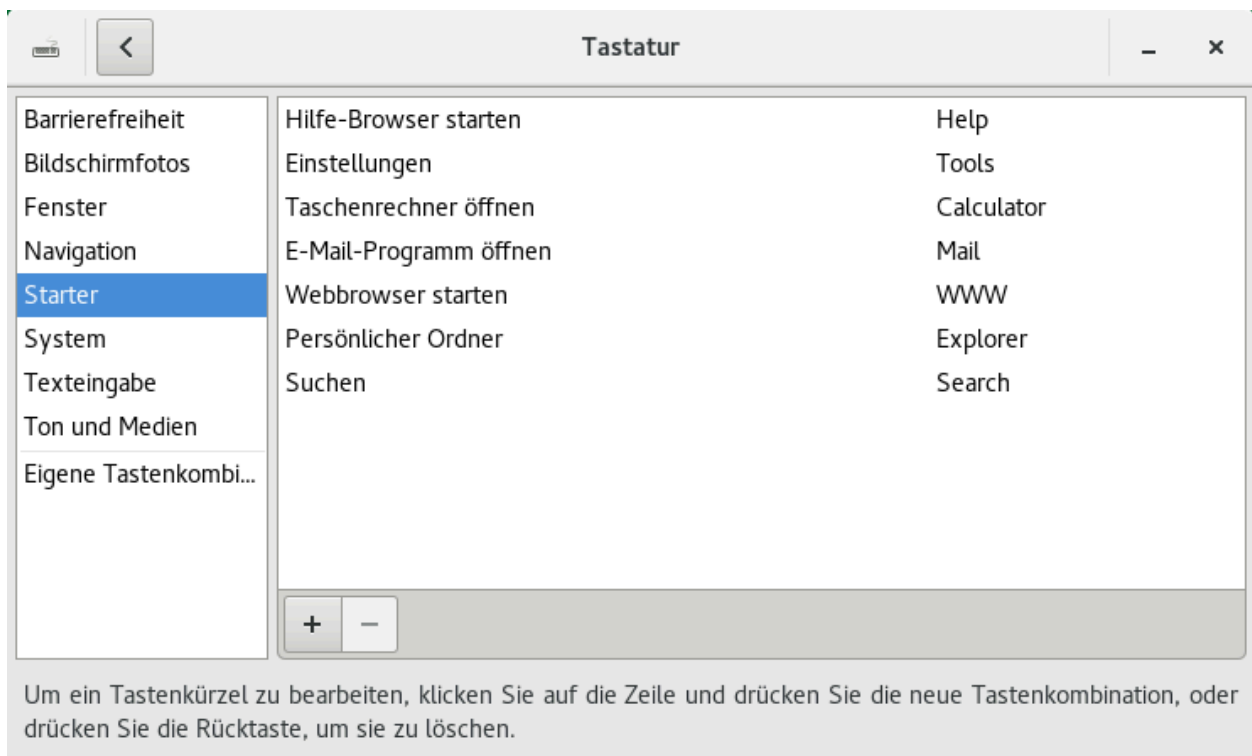 Tastatur
Barrierefreiheit
Bildschirmfotos
Fenster
Navigation
Starter
System
Texteingabe
Ton und Medien
Eigene Tastenkombi...
Hilfe-Browser starten Help
Einstellungen Tools
Taschenrechner öffnen Calculator
E-Mail-Programm öffnen Mail
Webbrowser starten WWW
Persönlicher Ordner Explorer
Suchen Search
Um ein Tastenkürzel zu bearbeiten, klicken Sie auf die Zeile und drücken Sie die neue Tastenkombination, oder
drücken Sie die Rücktaste, um sie zu löschen.